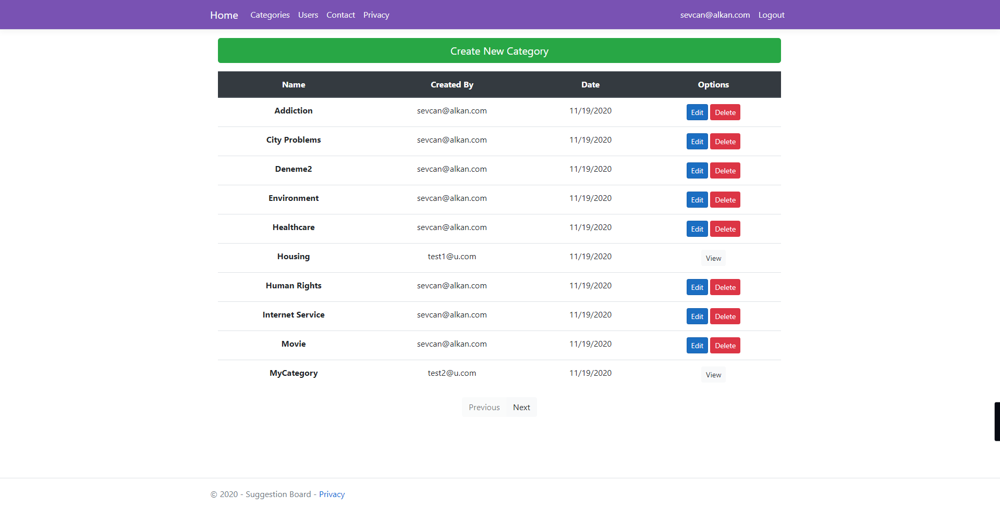 Home Categories Users Contact Privacy sevcan@alkan.com Logout
Create New Category
Name Created By Date Options
Addiction sevcan@alkan.com 11/19/2020 Edit Delete
City Problems sevcan@alkan.com 11/19/2020 Edit Delete
Deneme2 sevcan@alkan.com 11/19/2020 Edit Delete
Environment sevcan@alkan.com 11/19/2020 Edit Delete
Healthcare sevcan@alkan.com 11/19/2020 Edit Delete
Housing test1@u.com 11/19/2020 View
Human Rights sevcan@alkan.com 11/19/2020 Edit Delete
Internet Service sevcan@alkan.com 11/19/2020 Edit Delete
Movie sevcan@alkan.com 11/19/2020 Edit Delete
MyCategory test2@u.com 11/19/2020 View
Previous Next
© 2020 - Suggestion Board - Privacy